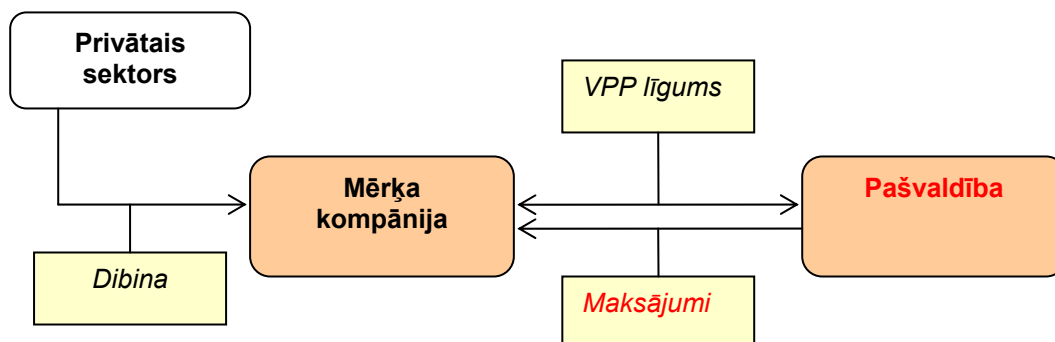 Privātais
sektors
VPP līgums
Mērķa
kompānija
Pašvaldība
Dibina
Maksājumi